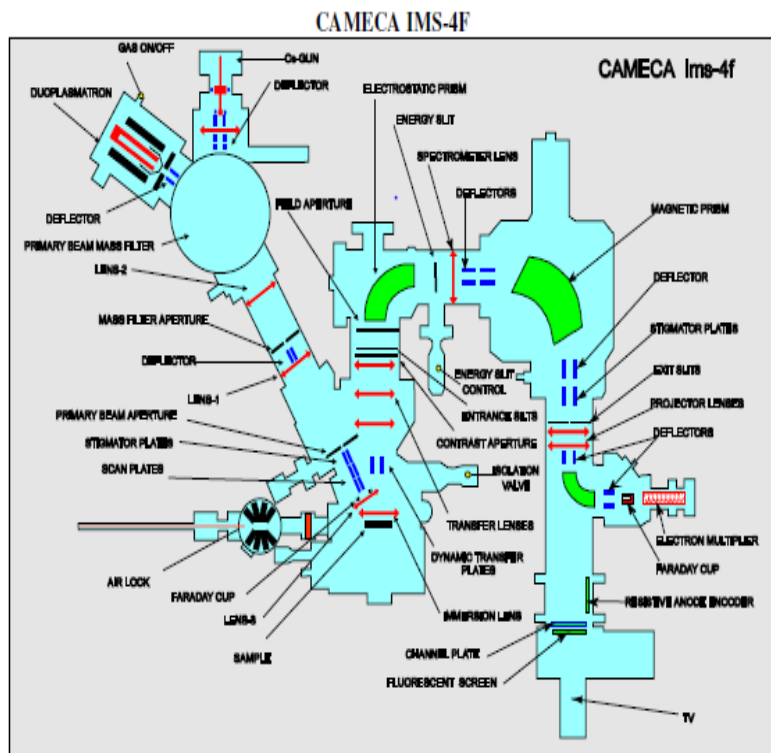 CAMECA IMS-4F
CAMECA Ims-4f
GAS ON/OFF
Cs-GUN
DUOPLASMATRON
DEFLECTOR
ELECTROSTATIC PRISM
ENERGY SLIT
SPECTROMETER LENS
DEFLECTORS
FIELD APERTURE
MAGNETIC PRISM
DEFLECTOR
PRIMARY BEAM MASS FILTER
LENS-2
DEFLECTOR
MASS FILTER APERTURE
STIGMATOR PLATES
DEFLECTOR
EXIT SLITS
ENERGY SLIT
CONTROL
LENS-1
PROJECTOR LENSES
ENTRANCE SILTS
PRIMARY BEAM APERTURE
DEFLECTORS
CONTRAST APERTURE
STIGMATOR PLATES
SCAN PLATES
ISOLATION
VALVE
TRANSFER LENSES
ELECTRON MULTIPLIER
DYNAMIC TRANSFER
PLATES
FARADAY CUP
AIR LOCK
FARADAY CUP
RESISTIVE ANODE ENCODER
LENS-3
IMMERSION LENS
SAMPLE
CHANNEL PLATE
FLUORESCENT SCREEN
TV